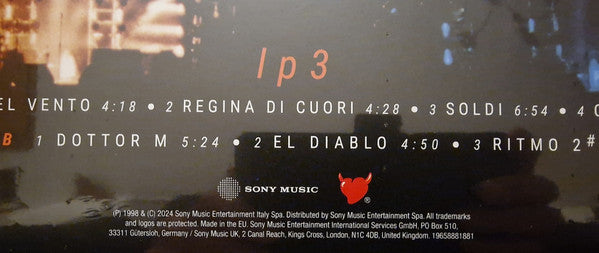 lp3
EL VENTO 4:18 • 2 REGINA DI CUORI 4:28 • 3 SOLDI 6:54 • 4
B 1 DOTTOR M 5:24 • 2 EL DIABLO 4:50 • 3 RITMO 2#
SONY MUSIC ®
(P) 1998 & (C) 2024 Sony Music Entertainment Italy Spa. Distributed by Sony Music Entertainment Spa. All trademarks
and logos are protected. Made in the EU. Sony Music Entertainment International Services GmbH, PO Box 510,
33311 Gütersloh, Germany / Sony Music UK, 2 Canal Reach, Kings Cross, London, N1C 4DB, United Kingdom. 19658881881